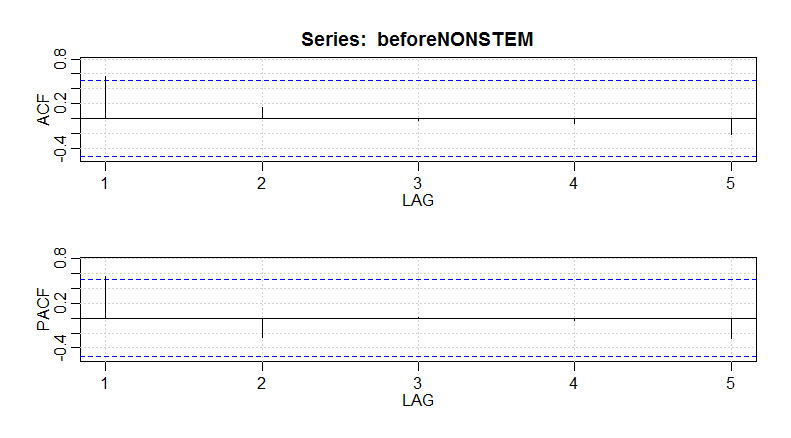 Series:  beforeNONSTEM
ACF
0.8
0.2
-0.4
1 2 3 4 5
LAG
PACF
0.8
0.2
-0.4
1 2 3 4 5
LAG